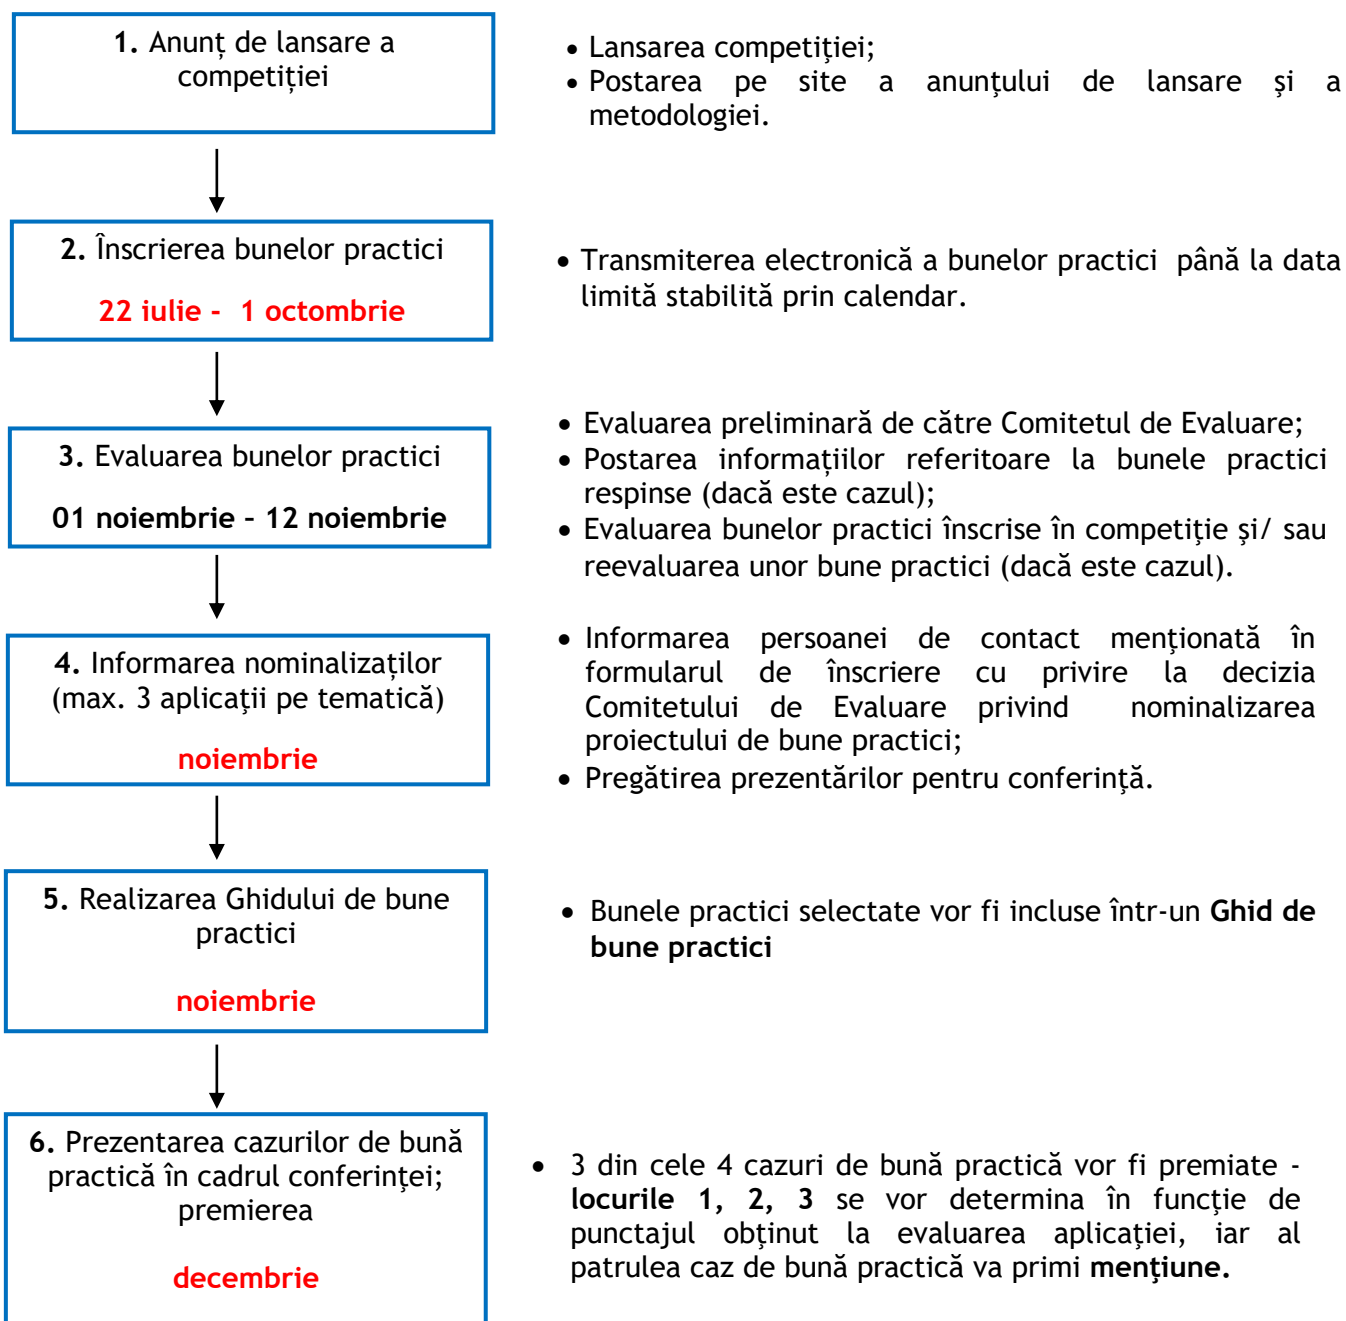 1. Anunț de lansare a
competiției
• Lansarea competiţiei;
• Postarea pe site a anunţului de lansare şi a
metodologiei.
2. Înscrierea bunelor practici
22 iulie - 1 octombrie
• Transmiterea electronică a bunelor practici până la data
limită stabilită prin calendar.
3. Evaluarea bunelor practici
01 noiembrie – 12 noiembrie
• Evaluarea preliminară de către Comitetul de Evaluare;
• Postarea informațiilor referitoare la bunele practici
respinse (dacă este cazul);
• Evaluarea bunelor practici înscrise în competiţie şi/ sau
reevaluarea unor bune practici (dacă este cazul).
4. Informarea nominalizaților
(max. 3 aplicaţii pe tematică)
noiembrie
• Informarea persoanei de contact menţionată în
formularul de înscriere cu privire la decizia
Comitetului de Evaluare privind nominalizarea
proiectului de bune practici;
• Pregătirea prezentărilor pentru conferinţă.
5. Realizarea Ghidului de bune
practici
noiembrie
• Bunele practici selectate vor fi incluse într-un Ghid de
bune practici
6. Prezentarea cazurilor de bună
practică în cadrul conferinţei;
premierea
decembrie
• 3 din cele 4 cazuri de bună practică vor fi premiate -
locurile 1, 2, 3 se vor determina în funcţie de
punctajul obţinut la evaluarea aplicaţiei, iar al
patrulea caz de bună practică va primi menţiune.